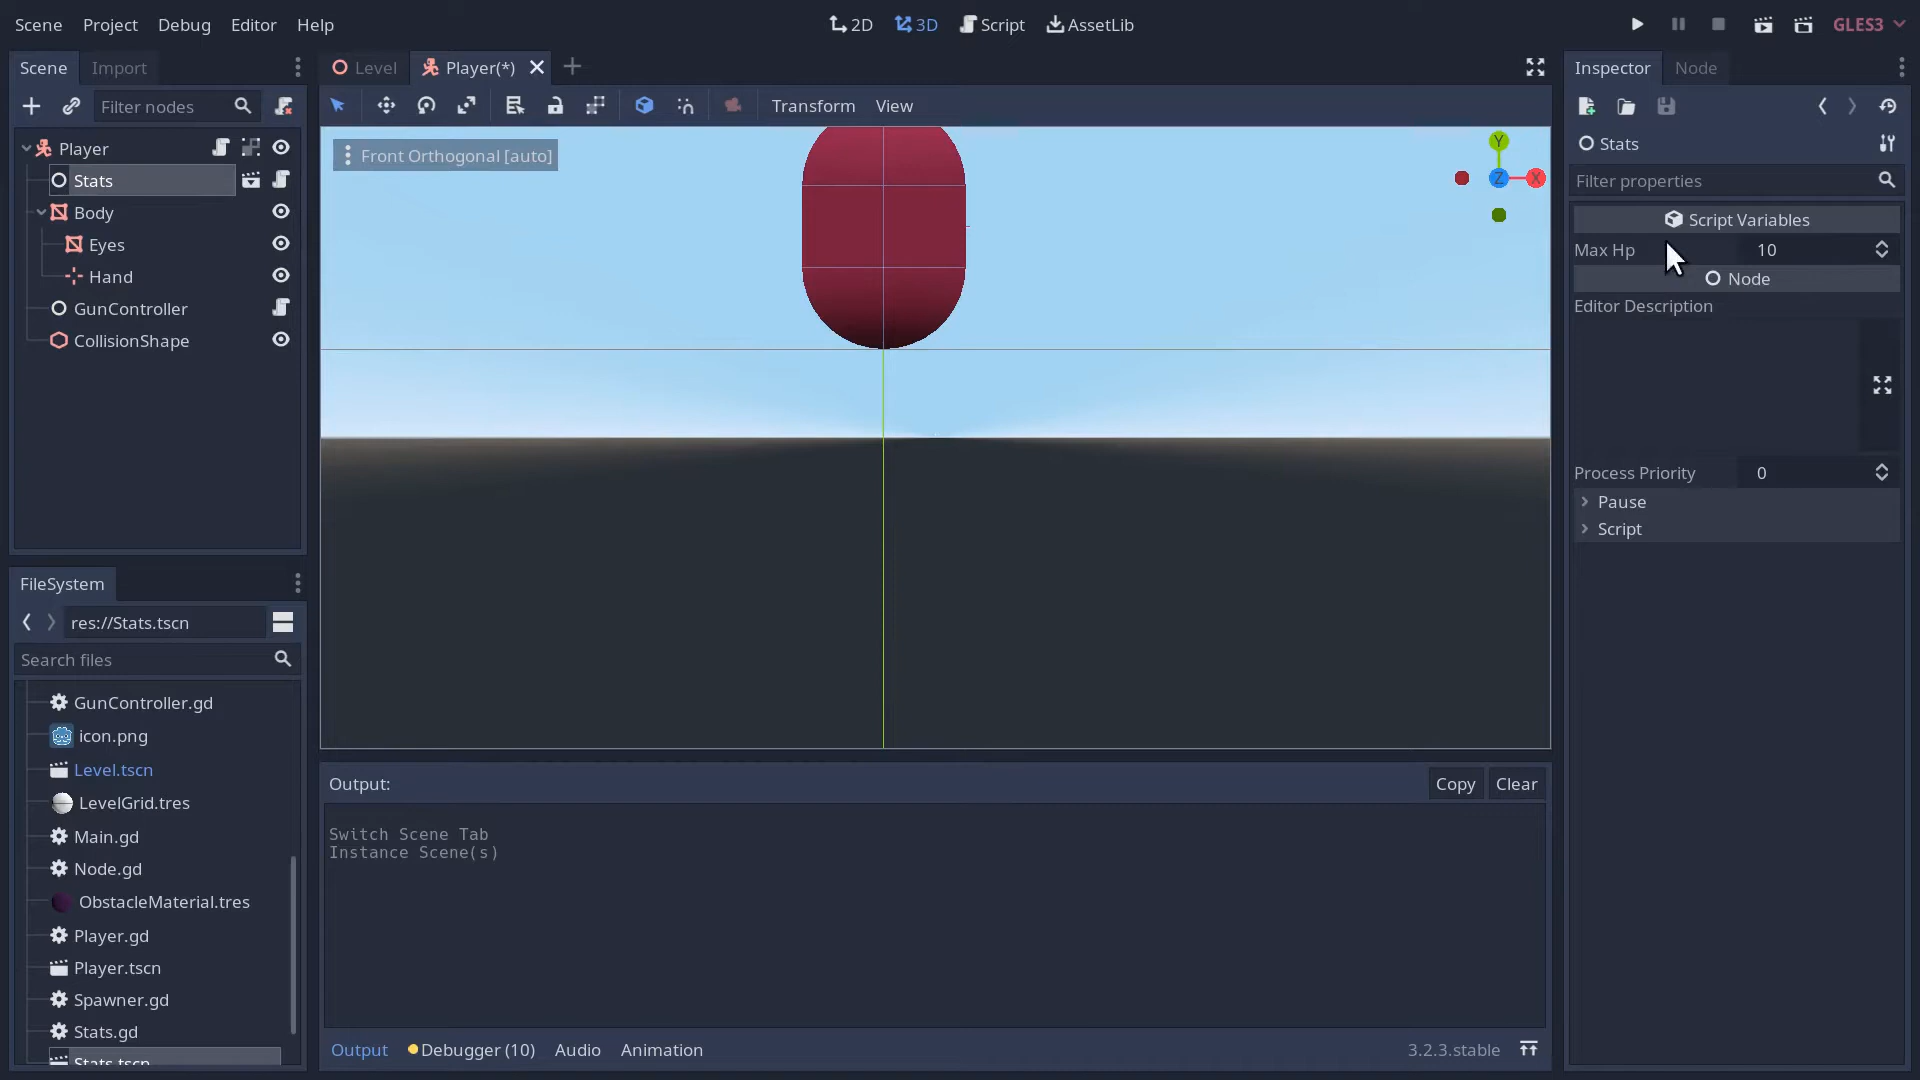 Scene Project Debug Editor Help
2D 3D Script AssetLib
GLES3
Scene Import
Filter nodes
Player
Stats
Body
Eyes
Hand
GunController
CollisionShape
FileSystem
res://Stats.tscn
Search files
GunController.gd
icon.png
Level.tscn
LevelGrid.tres
Main.gd
Node.gd
ObstacleMaterial.tres
Player.gd
Player.tscn
Spawner.gd
Stats.gd
Stats.tscn
Level Player(*)
Transform View
Front Orthogonal [auto]
Y
Z X
Output:
Copy Clear
Switch Scene Tab
Instance Scene(s)
Output Debugger (10) Audio Animation
3.2.3.stable
Inspector Node
Stats
Filter properties
Script Variables
Max Hp 10
Node
Editor Description
Process Priority 0
Pause
Script